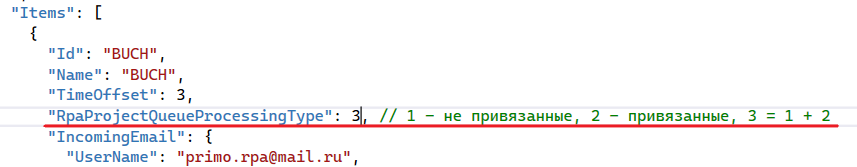 "Items": [
{
"Id": "BUCH",
"Name": "BUCH",
"TimeOffset": 3,
"RpaProjectQueueProcessingType": 3, // 1 - не привязанные, 2 - привязанные, 3 = 1 + 2
"IncomingEmail": {
"UserName": "primo.rpa@mail.ru",